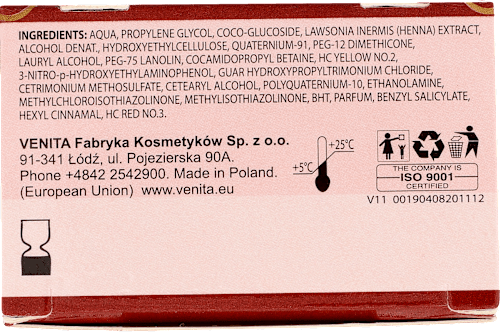 INGREDIENTS: AQUA, PROPYLENE GLYCOL, COCO-GLUCOSIDE, LAWSONIA INERMIS (HENNA) EXTRACT,
ALCOHOL DENAT., HYDROXYETHYLCELLULOSE, QUATERNIUM-91, PEG-12 DIMETHICONE,
LAURYL ALCOHOL, PEG-75 LANOLIN, COCAMIDOPROPYL BETAINE, HC YELLOW NO.2,
3-NITRO-p-HYDROXYETHYLAMINOPHENOL, GUAR HYDROXYPROPYLTRIMONIUM CHLORIDE,
CETRIMONIUM METHOSULFATE, CETEARYL ALCOHOL, POLYQUATERNIUM-10, ETHANOLAMINE,
METHYLCHLOROISOTHIAZOLINONE, METHYLISOTHIAZOLINONE, BHT, PARFUM, BENZYL SALICYLATE,
HEXYL CINNAMAL, HC RED NO.3.
VENITA Fabryka Kosmetyków Sp. z o.o.
91-341 Łódź, ul. Pojezierska 90A.
Phone +4842 2542900. Made in Poland.
(European Union) www.venita.eu
+25°C
+5°C
THE COMPANY IS
ISO 9001
CERTIFIED
V11 00190408201112